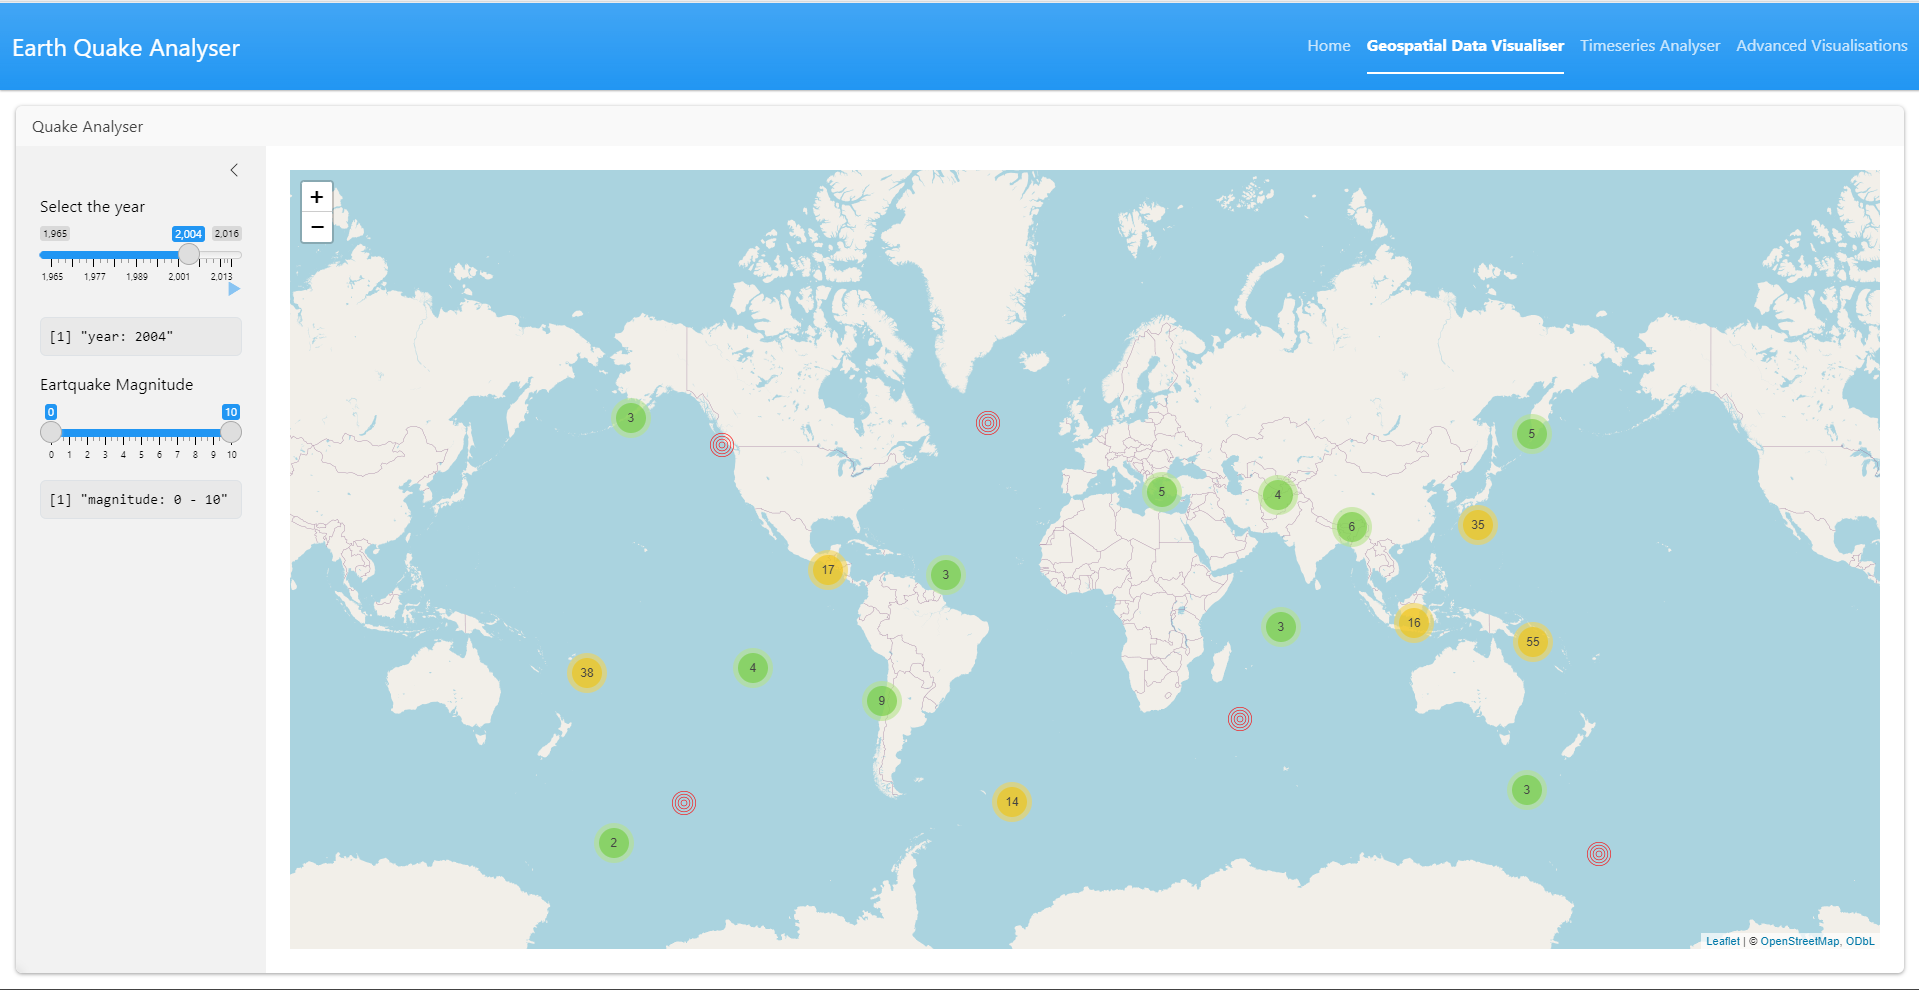 Earth Quake Analyser
Home Geospatial Data Visualiser Timeseries Analyser Advanced Visualisations
Quake Analyser
Select the year
1,965 2,004 2,016
1,965 1,977 1,989 2,001 2,013
[1] "year: 2004"
Eartquake Magnitude
0 10
0 1 2 3 4 5 6 7 8 9 10
[1] "magnitude: 0 - 10"
+
−
3
5
5
4
6
35
17
3
16
3
55
38
4
9
14
3
2
Leaflet | © OpenStreetMap, ODbL